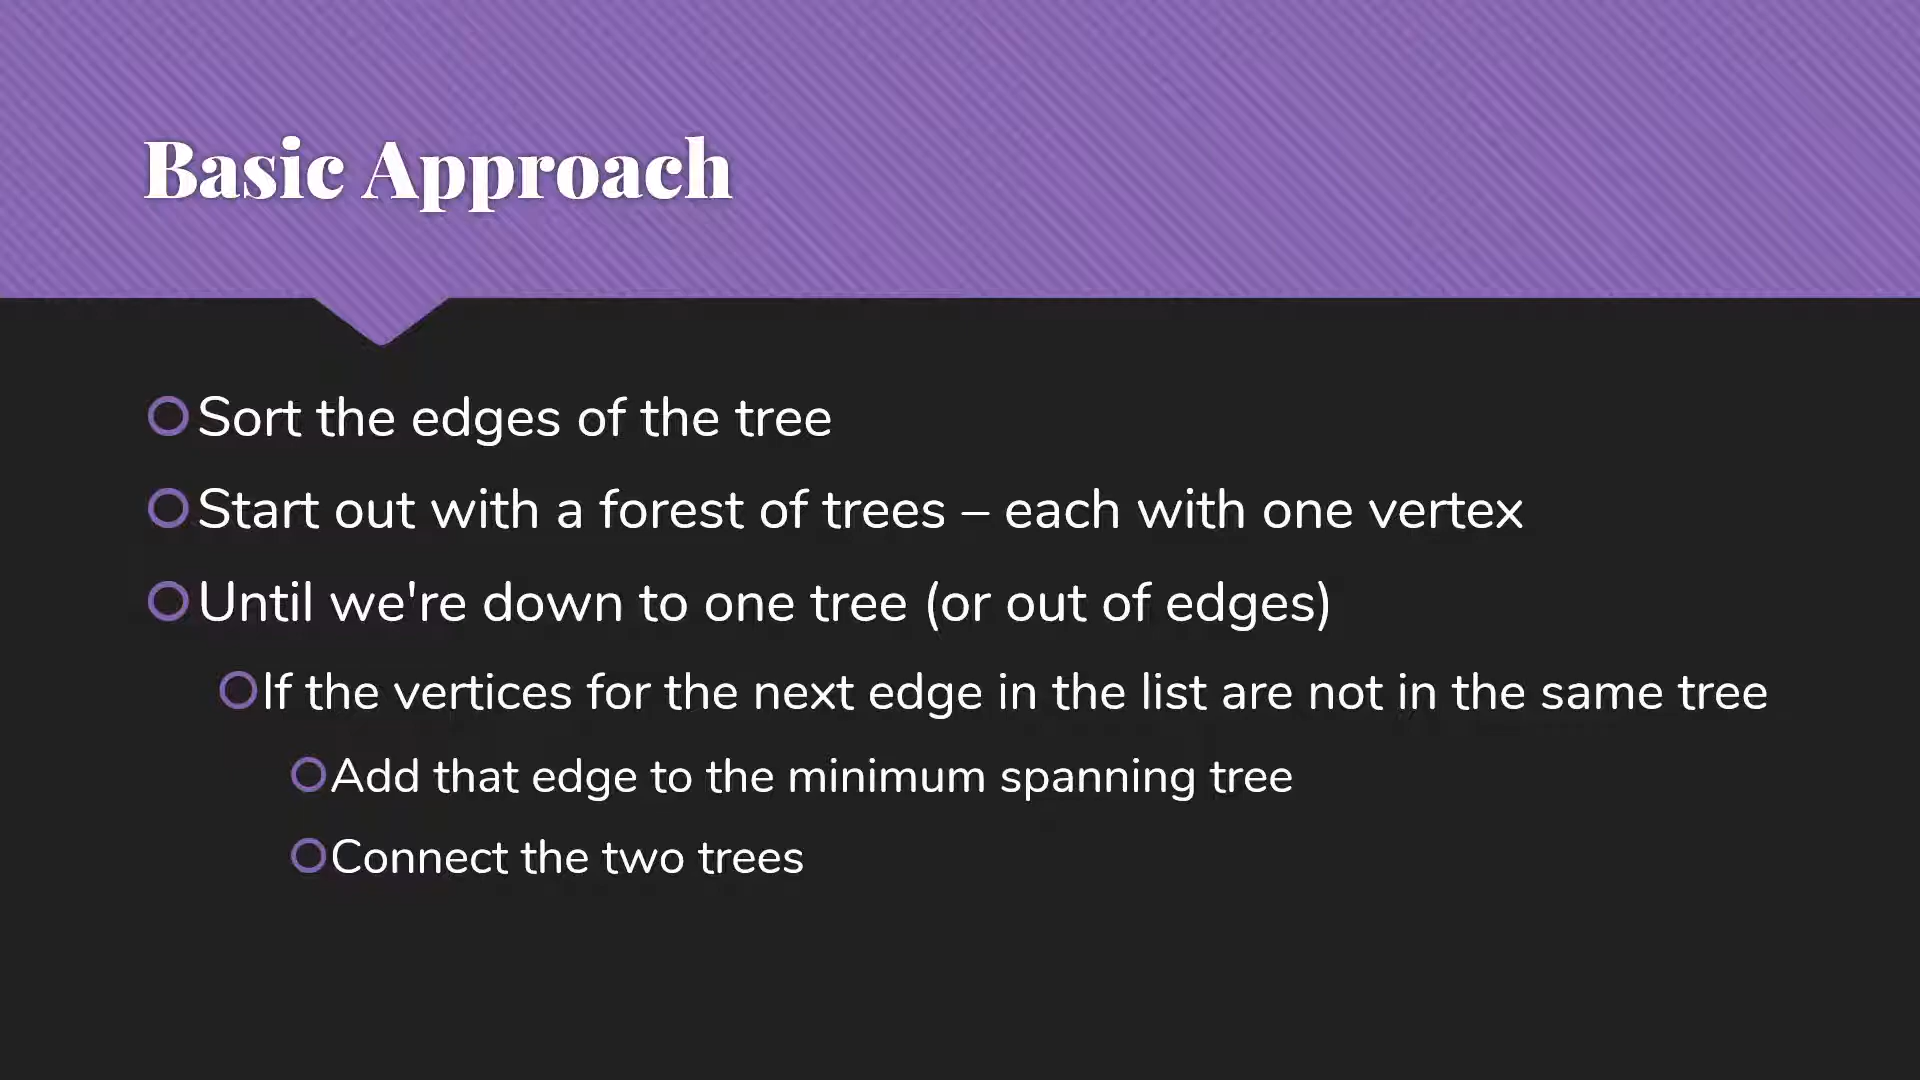 Basic Approach
Sort the edges of the tree
Start out with a forest of trees – each with one vertex
Until we're down to one tree (or out of edges)
If the vertices for the next edge in the list are not in the same tree
Add that edge to the minimum spanning tree
Connect the two trees